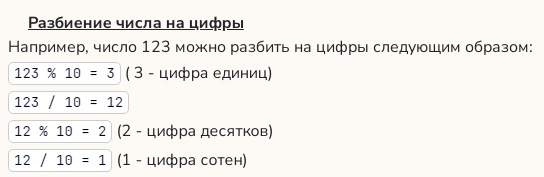 Разбиение числа на цифры
Например, число 123 можно разбить на цифры следующим образом:
123 % 10 = 3 ( 3 - цифра единиц)
123 / 10 = 12
12 % 10 = 2 (2 - цифра десятков)
12 / 10 = 1 (1 - цифра сотен)